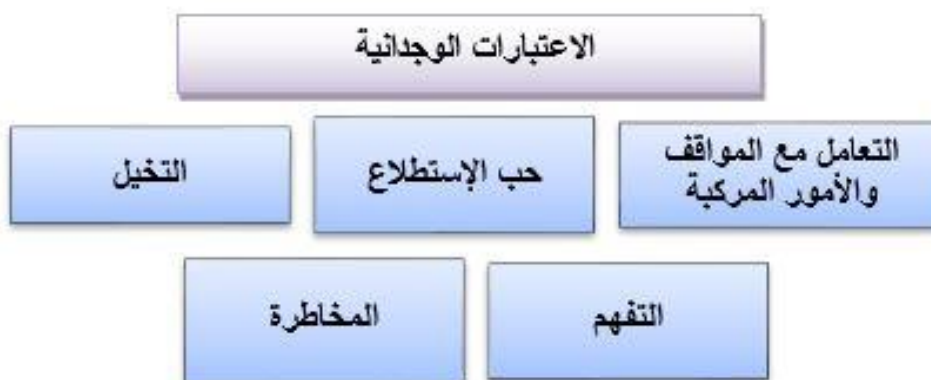 الاعتبارات الوجدانية
التعامل مع المواقف
والأمور المركبة
حب الإستطلاع
التخيل
التفهم
المخاطرة